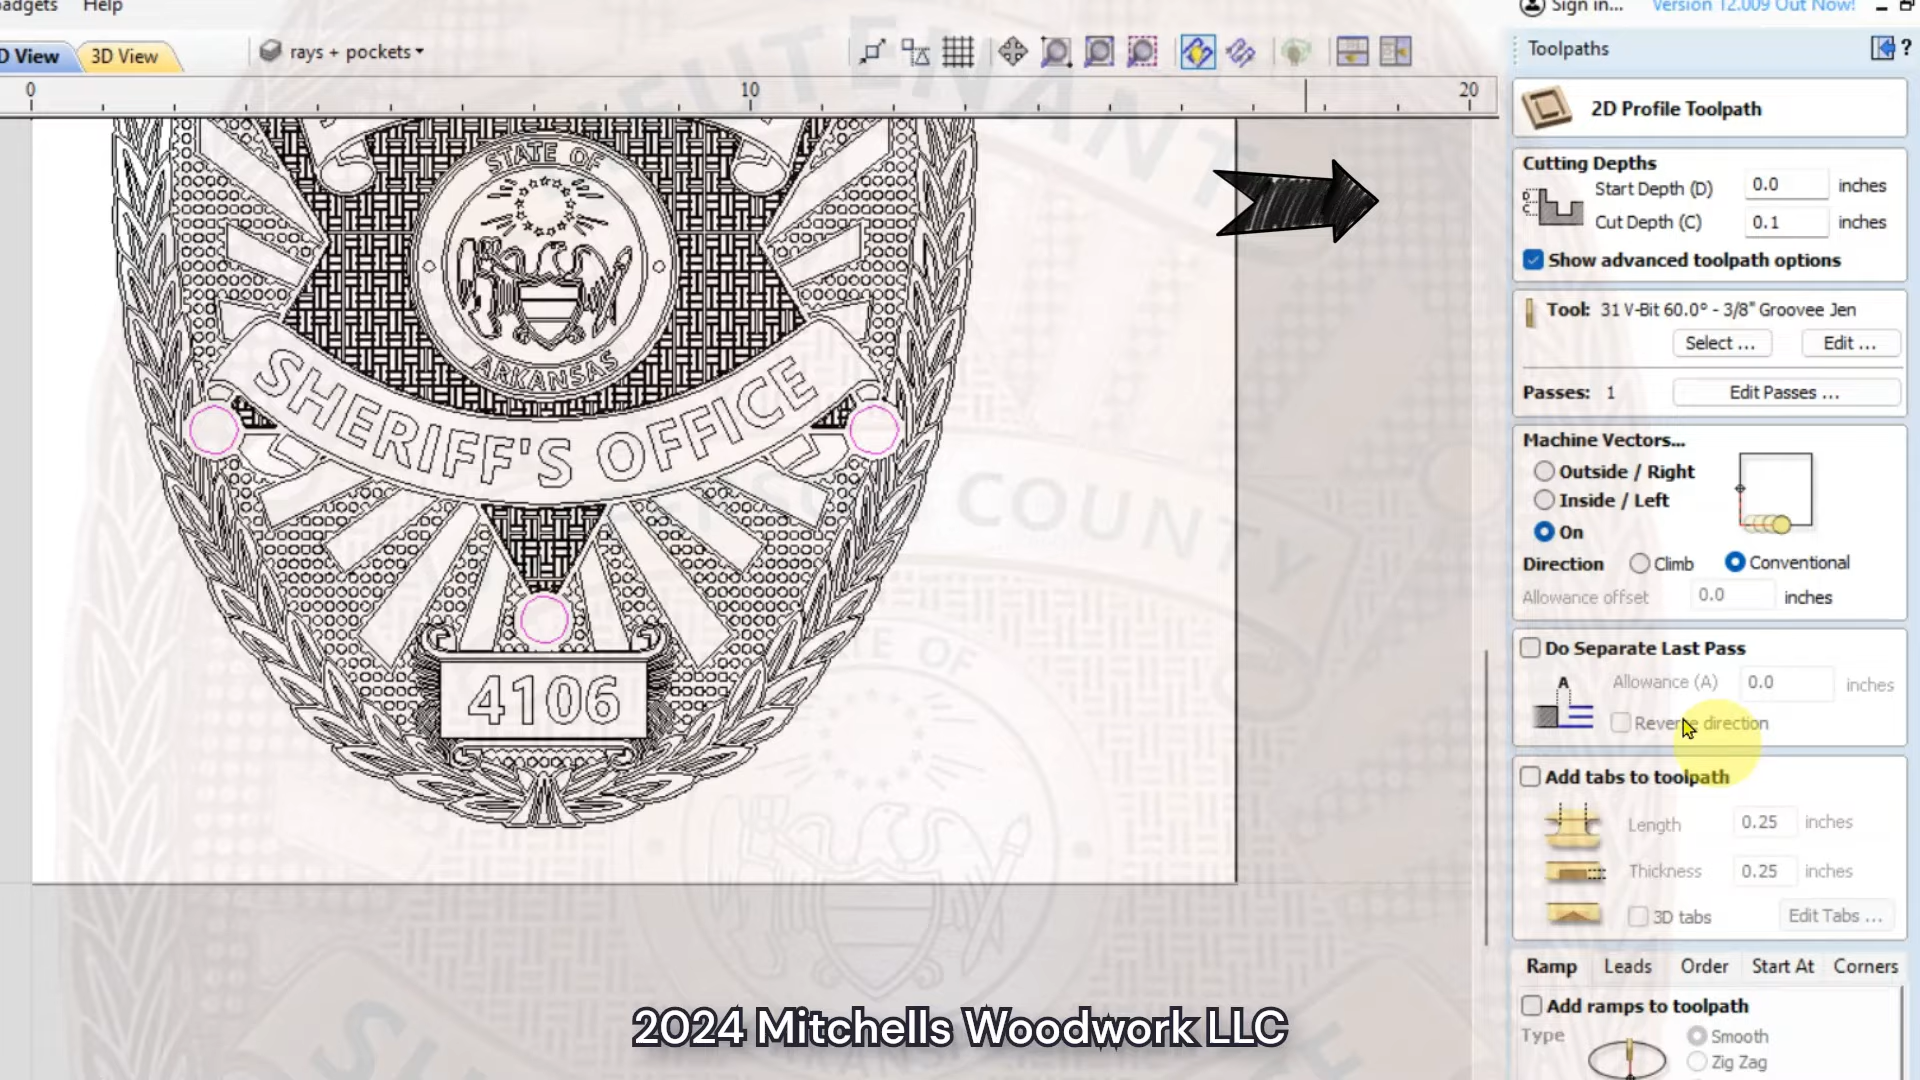 Gadgets Help
Sign in... Version 12.009 Out Now!
D View 3D View rays + pockets
Toolpaths ?
0 10 20
2D Profile Toolpath
Cutting Depths
Start Depth (D) 0.0 inches
Cut Depth (C) 0.1 inches
Show advanced toolpath options
Tool: 31 V-Bit 60.0° - 3/8" Groovee Jen
Select ... Edit ...
Passes: 1 Edit Passes ...
Machine Vectors...
Outside / Right
Inside / Left
On
Direction Climb Conventional
Allowance offset 0.0 inches
Do Separate Last Pass
A Allowance (A) 0.0 inches
Reverse direction
Add tabs to toolpath
Length 0.25 inches
Thickness 0.25 inches
3D tabs Edit Tabs ...
Ramp Leads Order Start At Corners
Add ramps to toolpath
Type Smooth
Zig Zag
STATE OF
ARKANSAS
SHERIFF'S OFFICE
4106
LIEUTENANT
COUNTY
STATE OF
2024 Mitchells Woodwork LLC